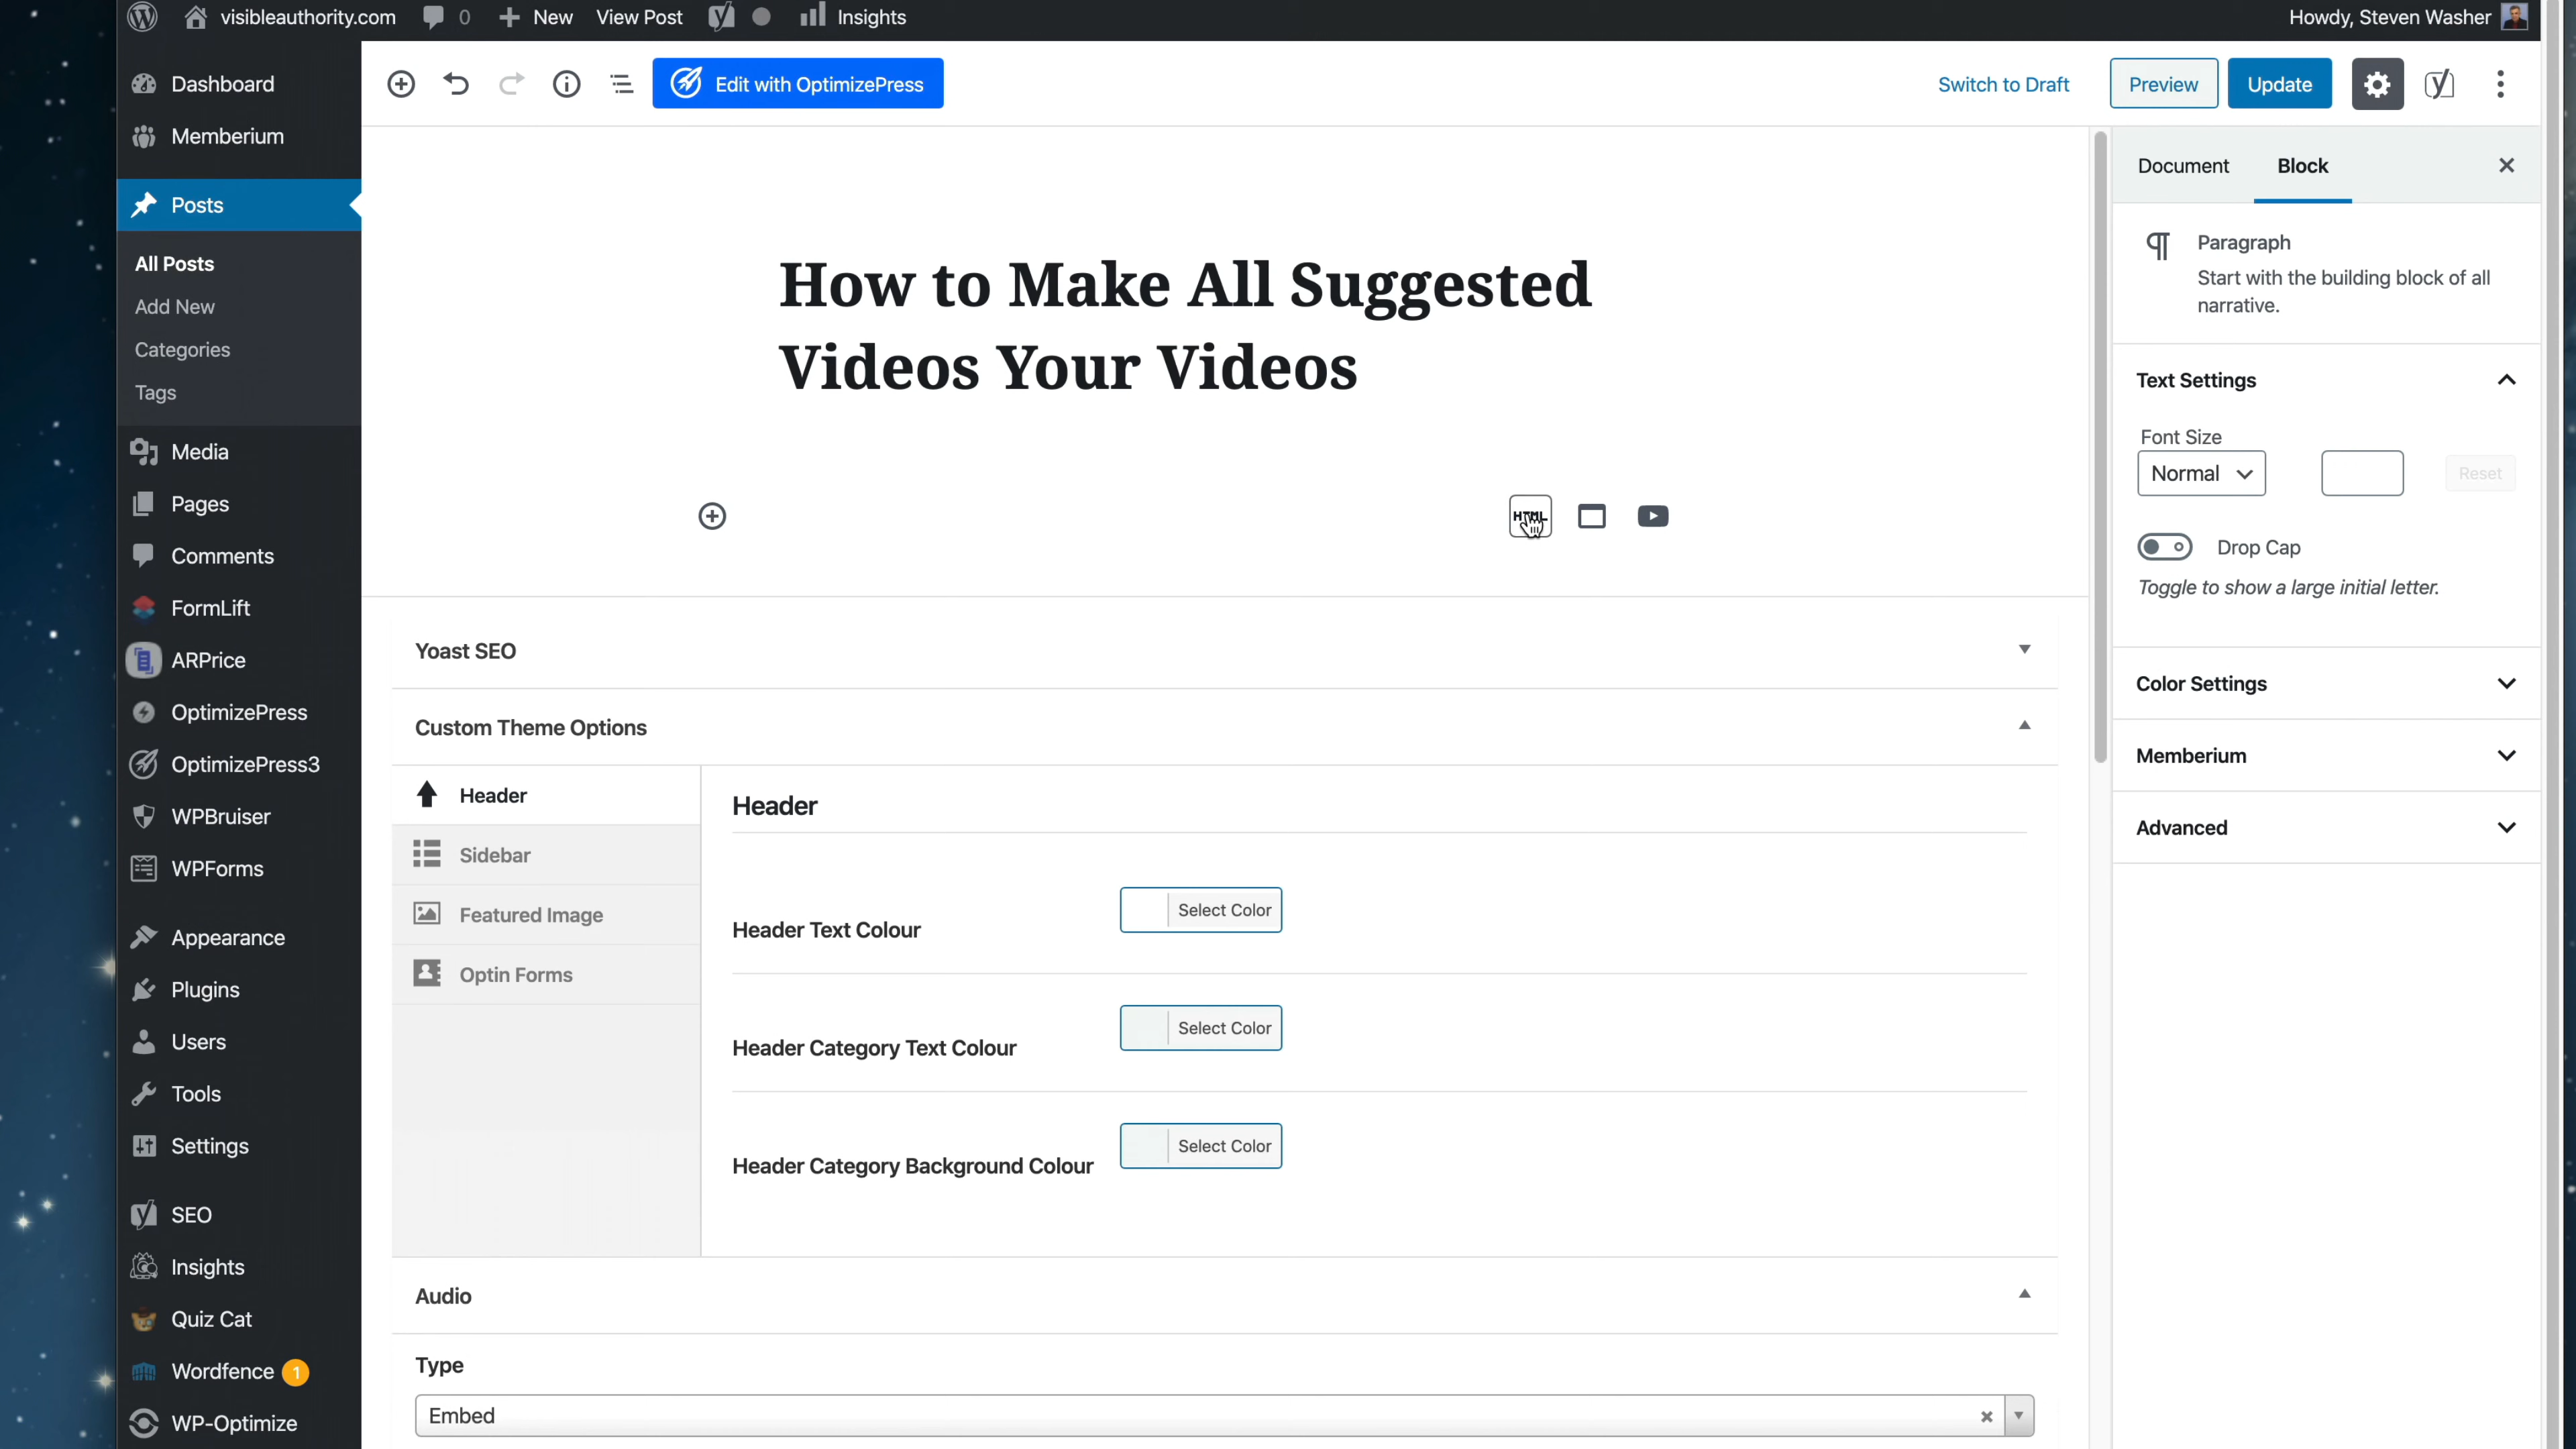 visibleauthority.com 0 New View Post Insights Howdy, Steven Washer
Dashboard
Memberium
Posts
All Posts
Add New
Categories
Tags
Media
Pages
Comments
FormLift
ARPrice
OptimizePress
OptimizePress3
WPBruiser
WPForms
Appearance
Plugins
Users
Tools
Settings
SEO
Insights
Quiz Cat
Wordfence 1
WP-Optimize
Edit with OptimizePress
Switch to Draft Preview Update
How to Make All Suggested
Videos Your Videos
HTML
Yoast SEO
Custom Theme Options
Header
Sidebar
Featured Image
Optin Forms
Header
Header Text Colour Select Color
Header Category Text Colour Select Color
Header Category Background Colour Select Color
Audio
Type
Embed
Document Block
Paragraph
Start with the building block of all
narrative.
Text Settings
Font Size
Normal Reset
Drop Cap
Toggle to show a large initial letter.
Color Settings
Memberium
Advanced